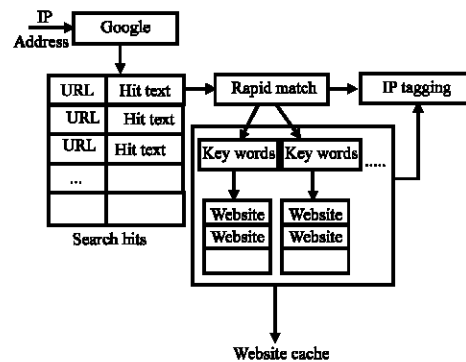 IP
Address
Google
URL Hit text
URL Hit text
URL Hit text
...
Search hits
Rapid match
IP tagging
Key words Key words .....
Website Website
Website Website
Website cache